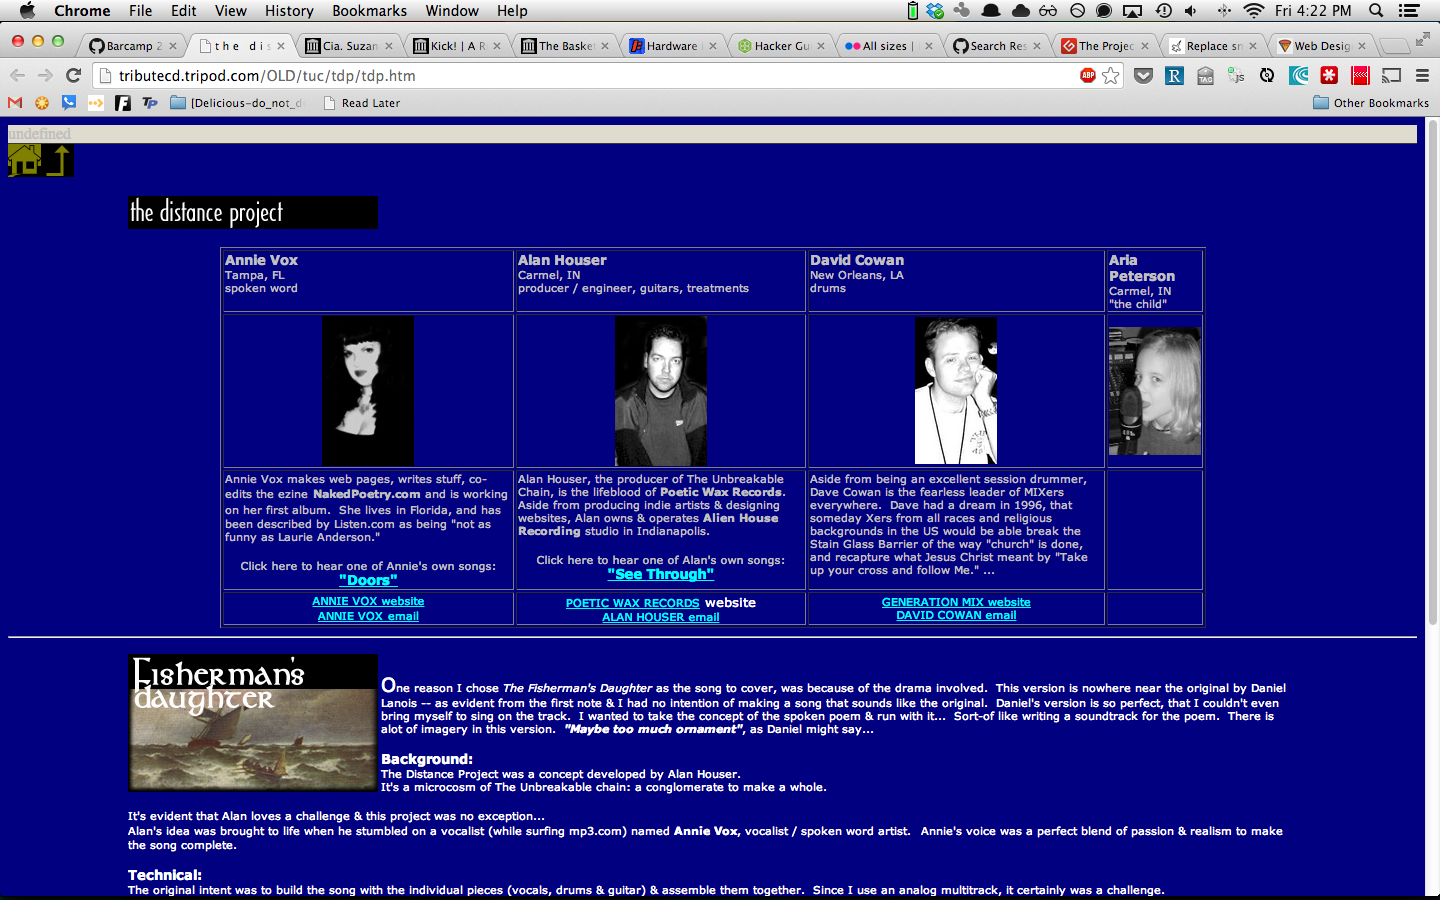 Chrome File Edit View History Bookmarks Window Help Fri 4:22 PM
Barcamp 2 the dis Cia. Suzan Kick! | A R The Basket Hardware Hacker Gu All sizes | Search Res The Projec Replace sn Web Desig
tributecd.tripod.com/OLD/tuc/tdp/tdp.htm
[Delicious-do_not_d Read Later Other Bookmarks
undefined
the distance project
Annie Vox
Tampa, FL
spoken word
Alan Houser
Carmel, IN
producer / engineer, guitars, treatments
David Cowan
New Orleans, LA
drums
Aria
Peterson
Carmel, IN
"the child"
Annie Vox makes web pages, writes stuff, co-
edits the ezine NakedPoetry.com and is working
on her first album. She lives in Florida, and has
been described by Listen.com as being "not as
funny as Laurie Anderson."
Click here to hear one of Annie's own songs:
"Doors"
Alan Houser, the producer of The Unbreakable
Chain, is the lifeblood of Poetic Wax Records.
Aside from producing indie artists & designing
websites, Alan owns & operates Alien House
Recording studio in Indianapolis.
Click here to hear one of Alan's own songs:
"See Through"
Aside from being an excellent session drummer,
Dave Cowan is the fearless leader of MIXers
everywhere. Dave had a dream in 1996, that
someday Xers from all races and religious
backgrounds in the US would be able break the
Stain Glass Barrier of the way "church" is done,
and recapture what Jesus Christ meant by "Take
up your cross and follow Me." ...
ANNIE VOX website
ANNIE VOX email
POETIC WAX RECORDS website
ALAN HOUSER email
GENERATION MIX website
DAVID COWAN email
Fisherman's
daughter
One reason I chose The Fisherman's Daughter as the song to cover, was because of the drama involved. This version is nowhere near the original by Daniel
Lanois -- as evident from the first note & I had no intention of making a song that sounds like the original. Daniel's version is so perfect, that I couldn't even
bring myself to sing on the track. I wanted to take the concept of the spoken poem & run with it... Sort-of like writing a soundtrack for the poem. There is
alot of imagery in this version. "Maybe too much ornament", as Daniel might say...
Background:
The Distance Project was a concept developed by Alan Houser.
It's a microcosm of The Unbreakable chain: a conglomerate to make a whole.
It's evident that Alan loves a challenge & this project was no exception...
Alan's idea was brought to life when he stumbled on a vocalist (while surfing mp3.com) named Annie Vox, vocalist / spoken word artist. Annie's voice was a perfect blend of passion & realism to make
the song complete.
Technical:
The original intent was to build the song with the individual pieces (vocals, drums & guitar) & assemble them together. Since I use an analog multitrack, it certainly was a challenge.